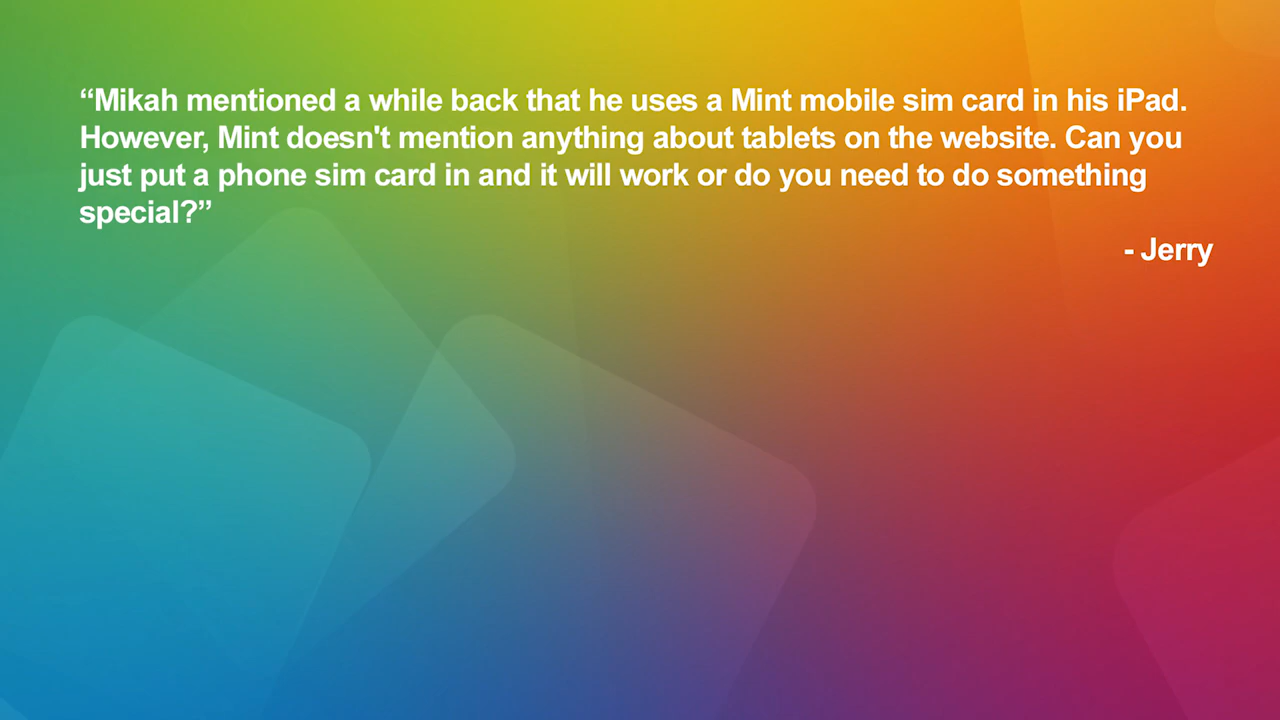 “Mikah mentioned a while back that he uses a Mint mobile sim card in his iPad.
However, Mint doesn't mention anything about tablets on the website. Can you
just put a phone sim card in and it will work or do you need to do something
special?”
- Jerry